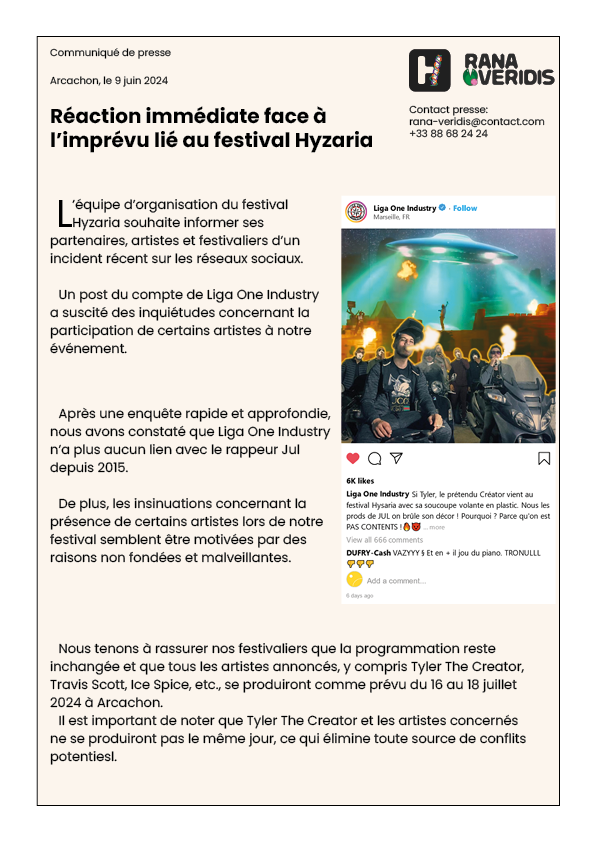 Communiqué de presse
Arcachon, le 9 juin 2024
RANA
VERIDIS
Contact presse:
rana-veridis@contact.com
+33 88 68 24 24
Réaction immédiate face à
l’imprévu lié au festival Hyzaria
L’équipe d’organisation du festival
Hyzaria souhaite informer ses
partenaires, artistes et festivaliers d’un
incident récent sur les réseaux sociaux.
Un post du compte de Liga One Industry
a suscité des inquiétudes concernant la
participation de certains artistes à notre
événement.
Après une enquête rapide et approfondie,
nous avons constaté que Liga One Industry
n’a plus aucun lien avec le rappeur Jul
depuis 2015.
De plus, les insinuations concernant la
présence de certains artistes lors de notre
festival semblent être motivées par des
raisons non fondées et malveillantes.
Liga One Industry · Follow
Marseille, FR
6K likes
Liga One Industry Si Tyler, le prétendu Créator vient au
festival Hysaria avec sa soucoupe volante en plastic. Nous les
prods de JUL on brûle son décor ! Pourquoi ? Parce qu'on est
PAS CONTENTS !🔥👹 ... more
View all 666 comments
DUFRY-Cash VAZYYY § Et en + il jou du piano. TRONULLL
👎👎👎
Add a comment...
6 days ago
Nous tenons à rassurer nos festivaliers que la programmation reste
inchangée et que tous les artistes annoncés, y compris Tyler The Creator,
Travis Scott, Ice Spice, etc., se produiront comme prévu du 16 au 18 juillet
2024 à Arcachon.
Il est important de noter que Tyler The Creator et les artistes concernés
ne se produiront pas le même jour, ce qui élimine toute source de conflits
potentiesl.